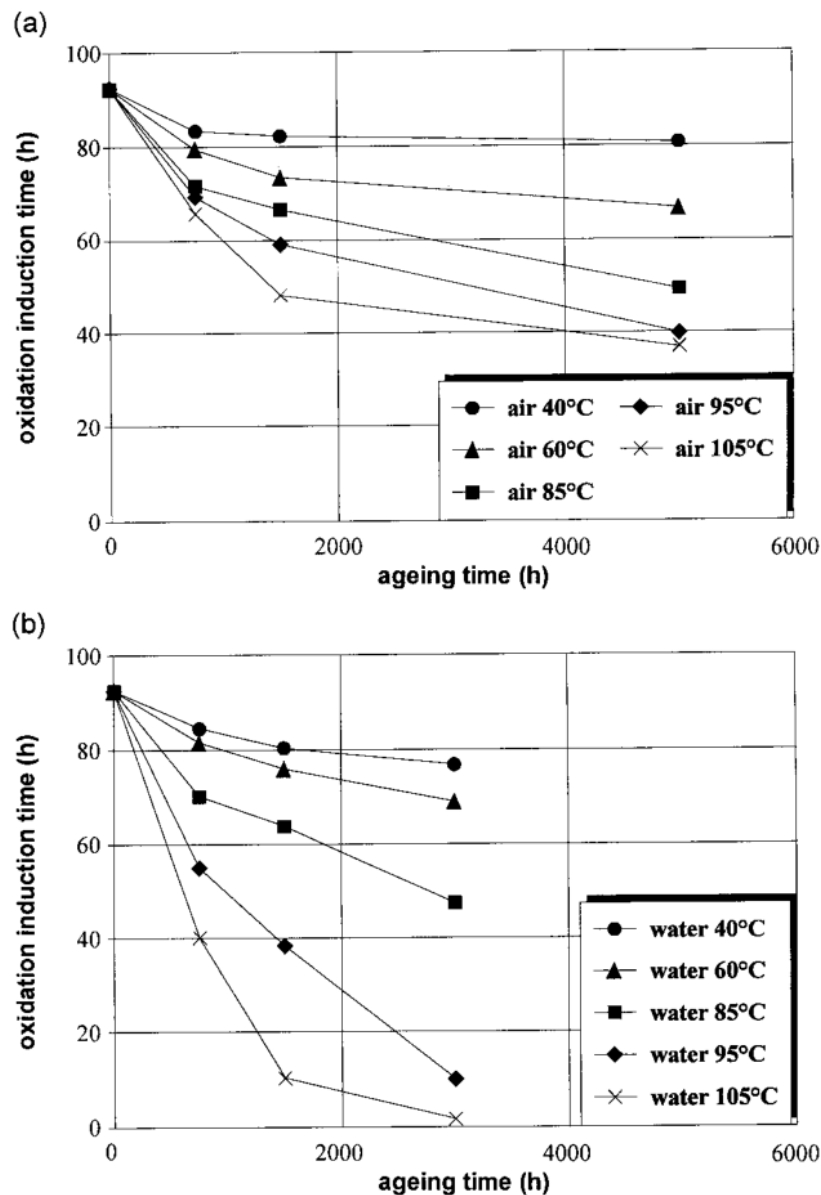 (a)
100
80
60
40
20
0
oxidation induction time (h)
air 40°C
air 95°C
air 60°C
air 105°C
air 85°C
0
2000
4000
6000
ageing time (h)
(b)
100
80
60
40
20
0
oxidation induction time (h)
water 40°C
water 60°C
water 85°C
water 95°C
water 105°C
0
2000
4000
6000
ageing time (h)